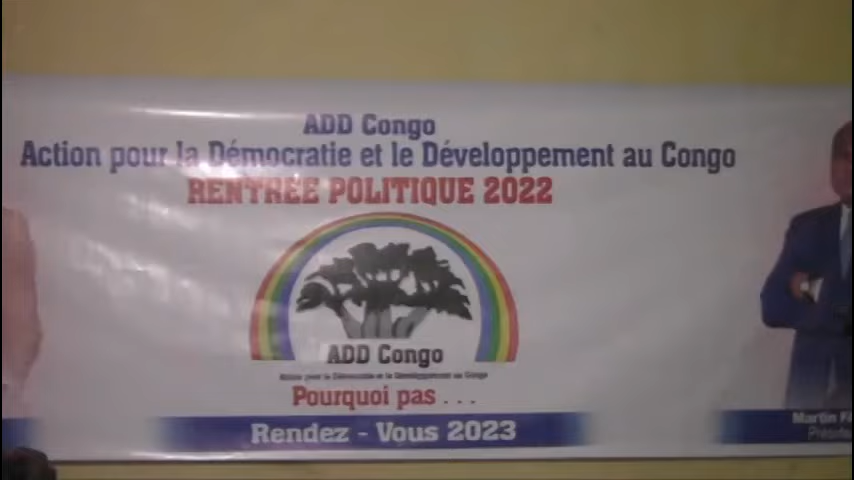 ADD Congo
Action pour la Démocratie et le Développement au Congo
RENTRÉE POLITIQUE 2022
ADD Congo
Action pour la Démocratie et le Développement au Congo
Pourquoi pas . . .
Rendez - Vous 2023
Martin